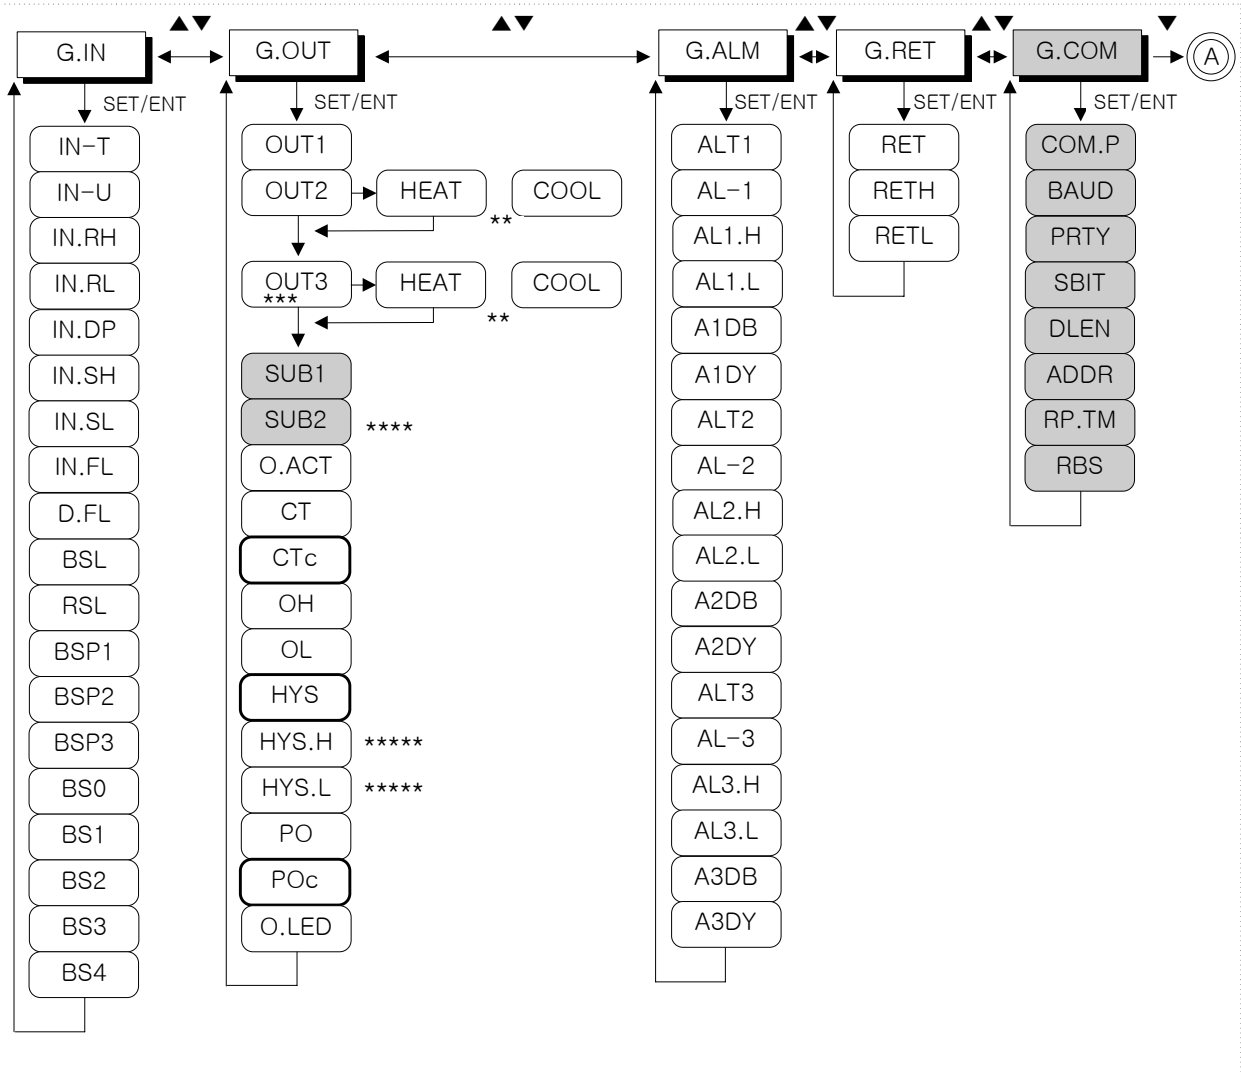 ▲▼ ▲▼ ▲▼ ▲▼ ▼
G.IN
G.OUT
G.ALM
G.RET
G.COM
A
SET/ENT
SET/ENT
SET/ENT
SET/ENT
SET/ENT
IN-T
IN-U
IN.RH
IN.RL
IN.DP
IN.SH
IN.SL
IN.FL
D.FL
BSL
RSL
BSP1
BSP2
BSP3
BS0
BS1
BS2
BS3
BS4
OUT1
OUT2
HEAT
COOL
**
OUT3
***
HEAT
COOL
**
SUB1
SUB2 ****
O.ACT
CT
CTc
OH
OL
HYS
HYS.H *****
HYS.L *****
PO
POc
O.LED
ALT1
AL-1
AL1.H
AL1.L
A1DB
A1DY
ALT2
AL-2
AL2.H
AL2.L
A2DB
A2DY
ALT3
AL-3
AL3.H
AL3.L
A3DB
A3DY
RET
RETH
RETL
COM.P
BAUD
PRTY
SBIT
DLEN
ADDR
RP.TM
RBS